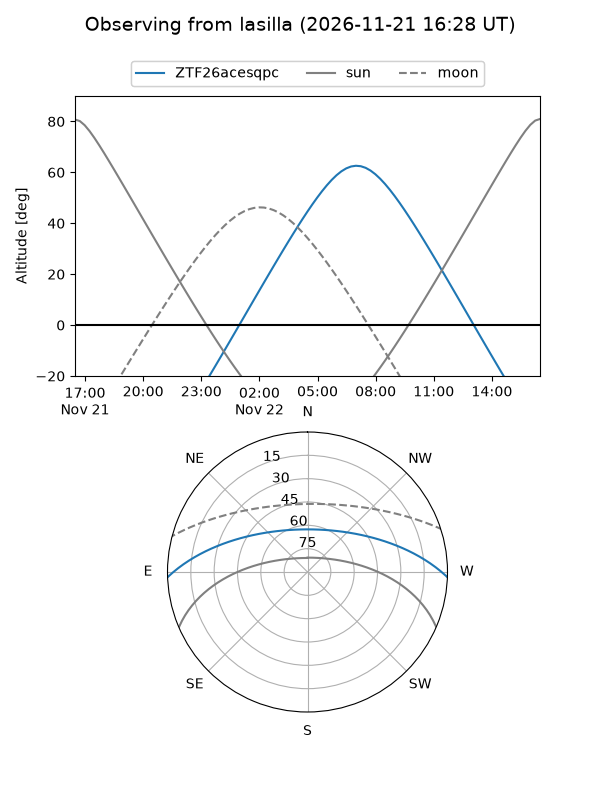 Observing from lasilla (2026-11-21 16:28 UT)
ZTF26acesqpc sun moon
Altitude [deg]
80
60
40
20
0
−20
17:00 20:00 23:00 02:00 05:00 08:00 11:00 14:00
Nov 21 Nov 22
N
NE NW
15
30
45
60
75
E W
SE SW
S